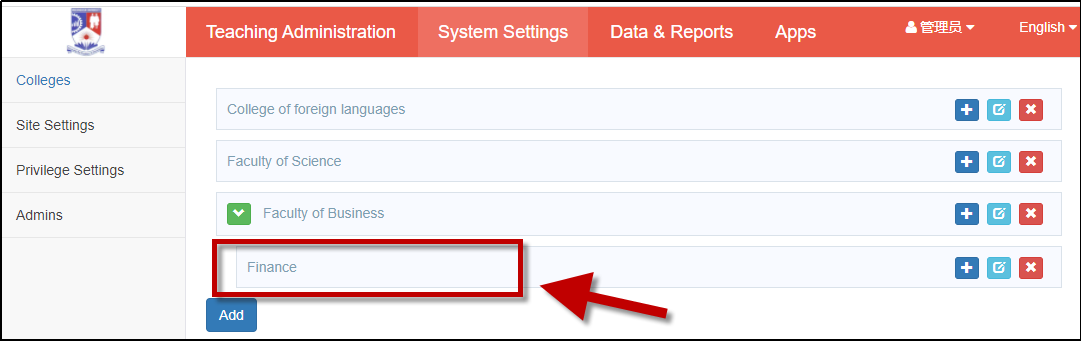 Teaching Administration System Settings Data & Reports Apps 管理员 English
Colleges
Site Settings
Privilege Settings
Admins
College of foreign languages
Faculty of Science
Faculty of Business
Finance
Add